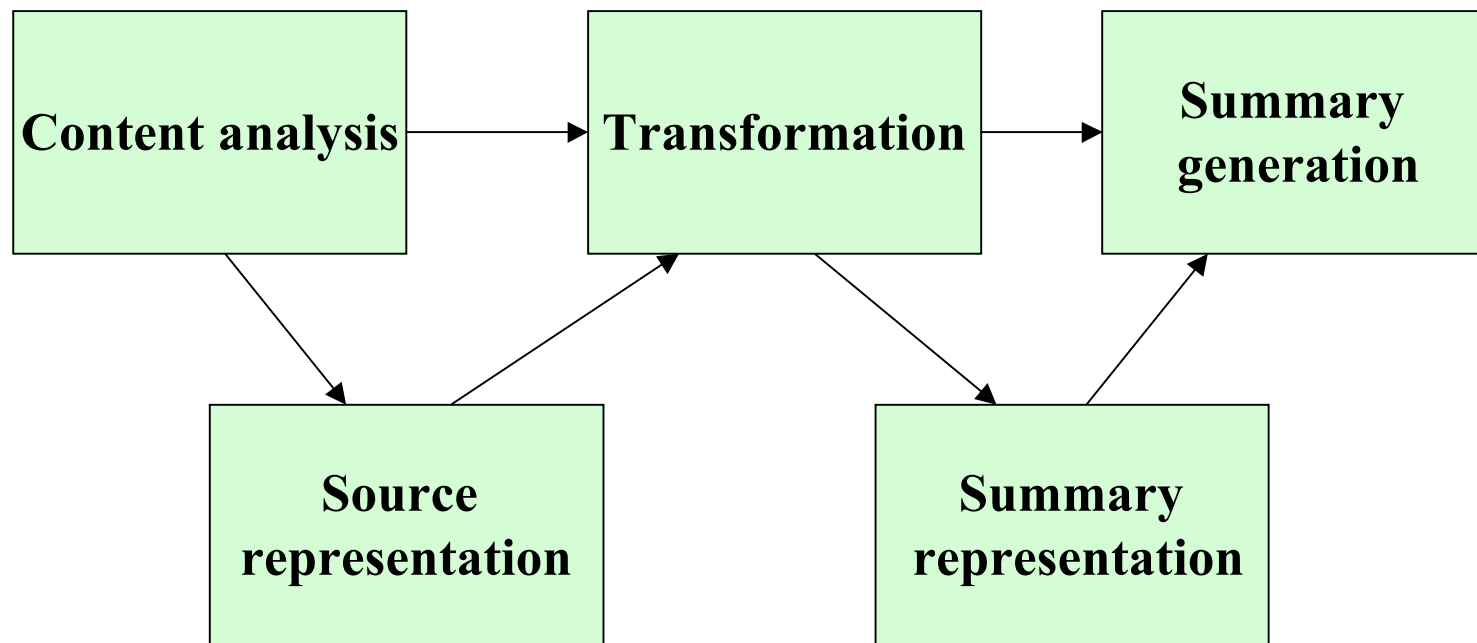 Content analysis
Transformation
Summary
generation
Source
representation
Summary
representation